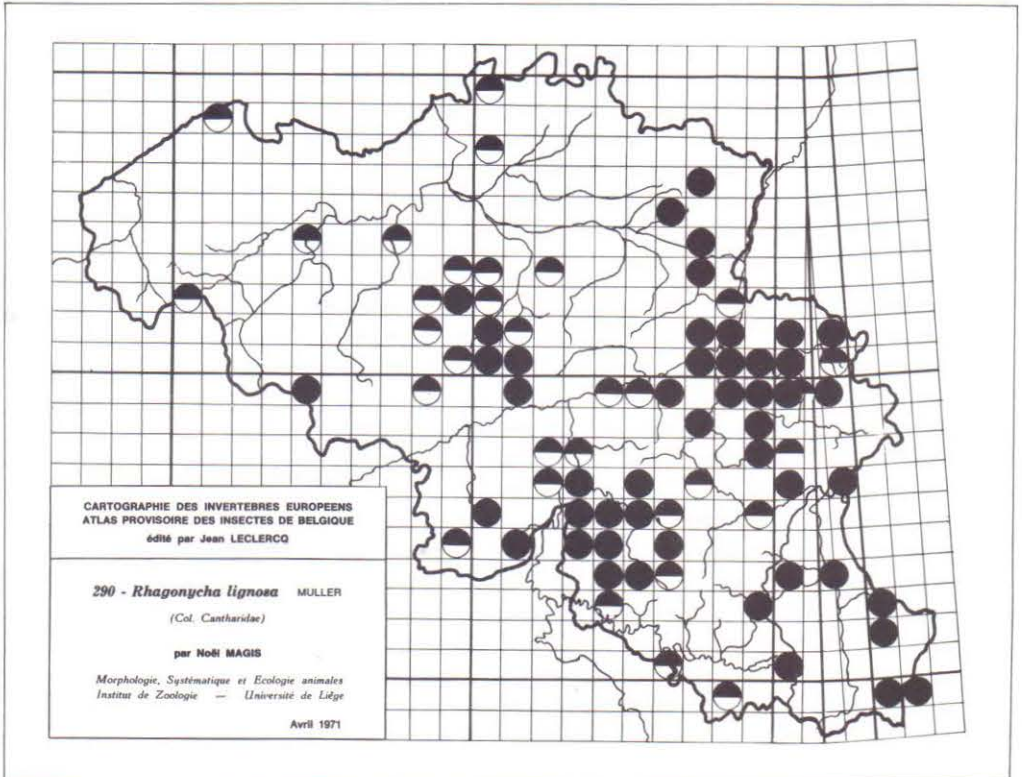 CARTOGRAPHIE DES INVERTEBRES EUROPEENS
ATLAS PROVISOIRE DES INSECTES DE BELGIQUE
édité par Jean LECLERCQ
290 - Rhagonycha lignosa MULLER
(Col. Cantharidae)
par Noël MAGIS
Morphologie, Systématique et Ecologie animales
Institut de Zoologie — Université de Liège
Avril 1971